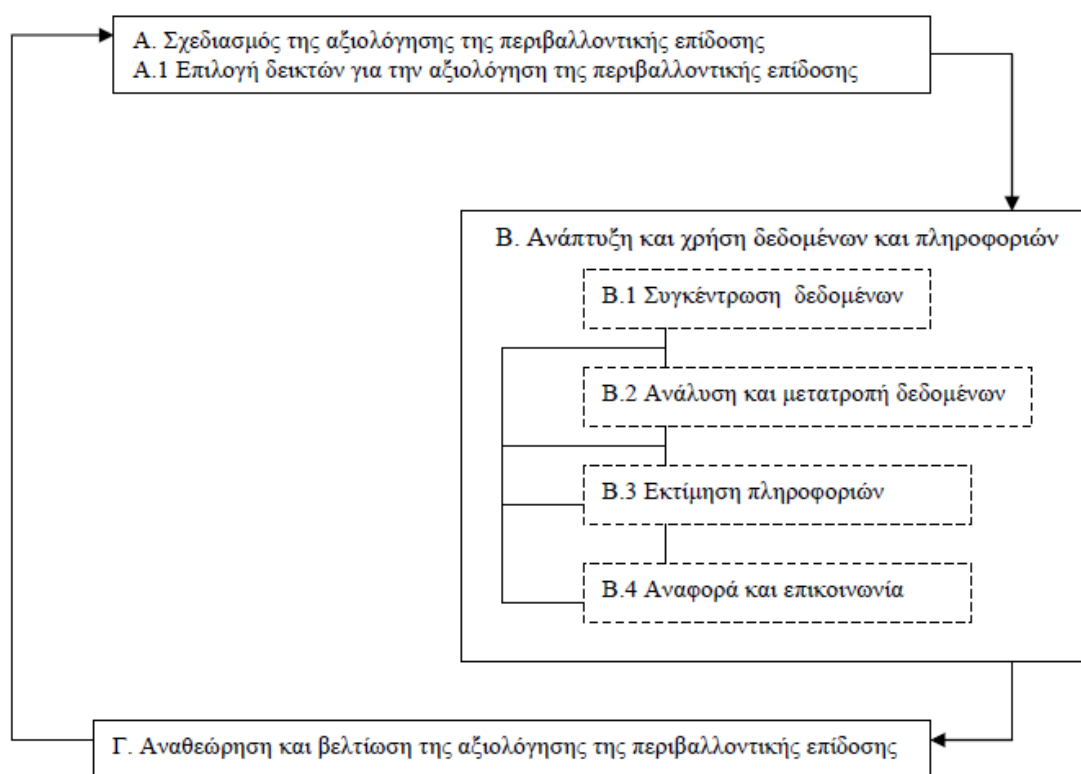 Α. Σχεδιασμός της αξιολόγησης της περιβαλλοντικής επίδοσης
Α.1 Επιλογή δεικτών για την αξιολόγηση της περιβαλλοντικής επίδοσης
Β. Ανάπτυξη και χρήση δεδομένων και πληροφοριών
Β.1 Συγκέντρωση δεδομένων
Β.2 Ανάλυση και μετατροπή δεδομένων
Β.3 Εκτίμηση πληροφοριών
Β.4 Αναφορά και επικοινωνία
Γ. Αναθεώρηση και βελτίωση της αξιολόγησης της περιβαλλοντικής επίδοσης